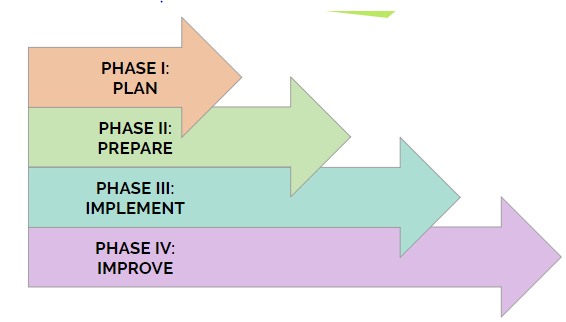 PHASE I:
PLAN
PHASE II:
PREPARE
PHASE III:
IMPLEMENT
PHASE IV:
IMPROVE